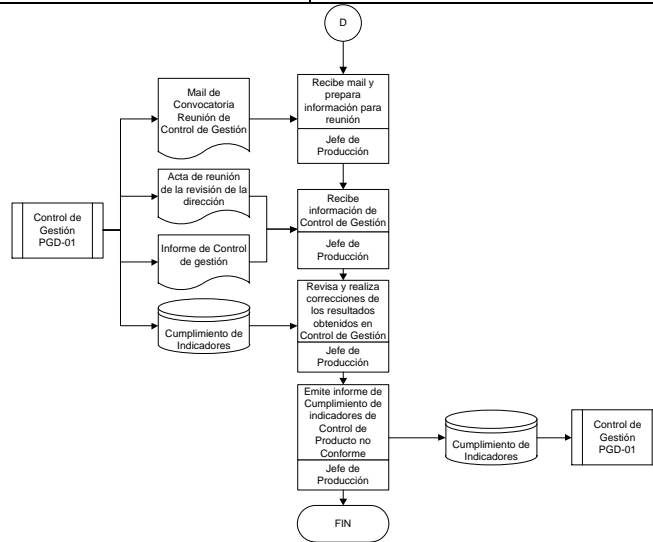 D
Mail de
Convocatoria
Reunión de
Control de Gestión
Recibe mail y
prepara
información para
reunión
Jefe de
Producción
Acta de reunión
de la revisión de la
dirección
Recibe
información de
Control de Gestión
Jefe de
Producción
Control de
Gestión
PGD-01
Informe de Control
de gestión
Revisa y realiza
correcciones de
los resultados
obtenidos en
Control de Gestión
Jefe de
Producción
Cumplimiento de
Indicadores
Emite informe de
Cumplimiento de
indicadores de
Control de
Producto no
Conforme
Jefe de
Producción
Cumplimiento de
Indicadores
Control de
Gestión
PGD-01
FIN